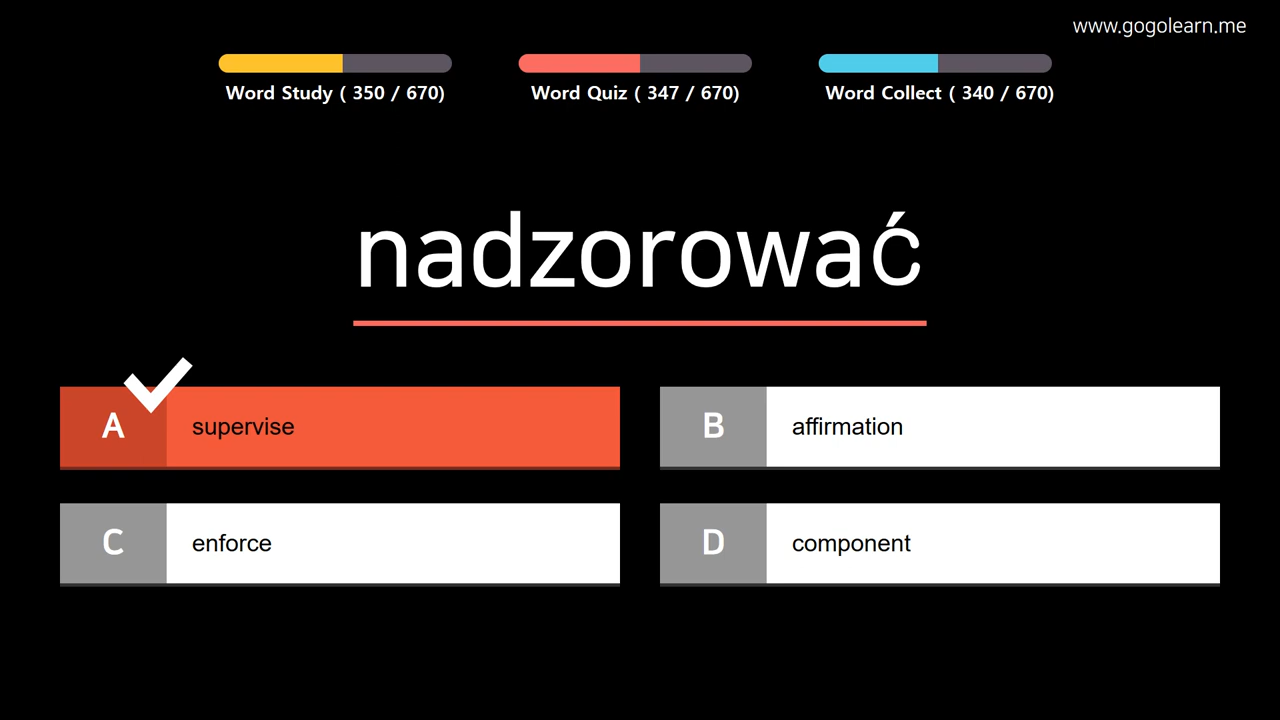 www.gogolearn.me
Word Study ( 350 / 670)
Word Quiz ( 347 / 670)
Word Collect ( 340 / 670)
nadzorować
A
supervise
B
affirmation
C
enforce
D
component